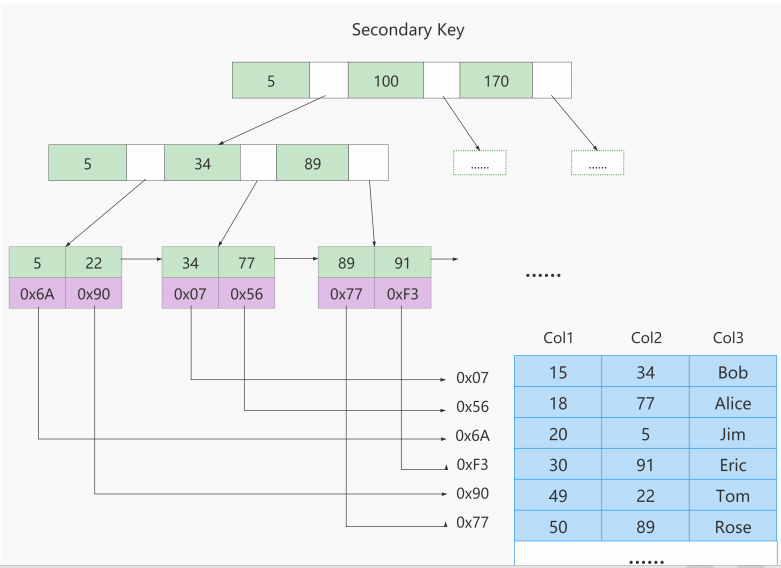 Secondary Key
5 100 170
5 34 89
...... ......
5 22 34 77 89 91
0x6A 0x90 0x07 0x56 0x77 0xF3
......
Col1 Col2 Col3
0x07 15 34 Bob
0x56 18 77 Alice
0x6A 20 5 Jim
0xF3 30 91 Eric
0x90 49 22 Tom
0x77 50 89 Rose
......